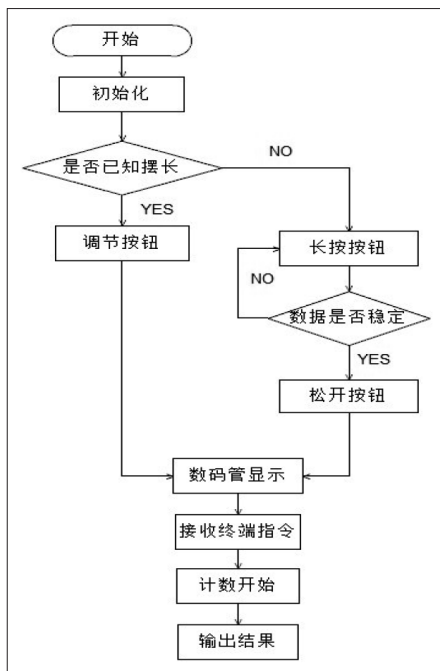 开始
初始化
是否已知摆长
NO
YES
调节按钮
长按按钮
NO
数据是否稳定
YES
松开按钮
数码管显示
接收终端指令
计数开始
输出结果